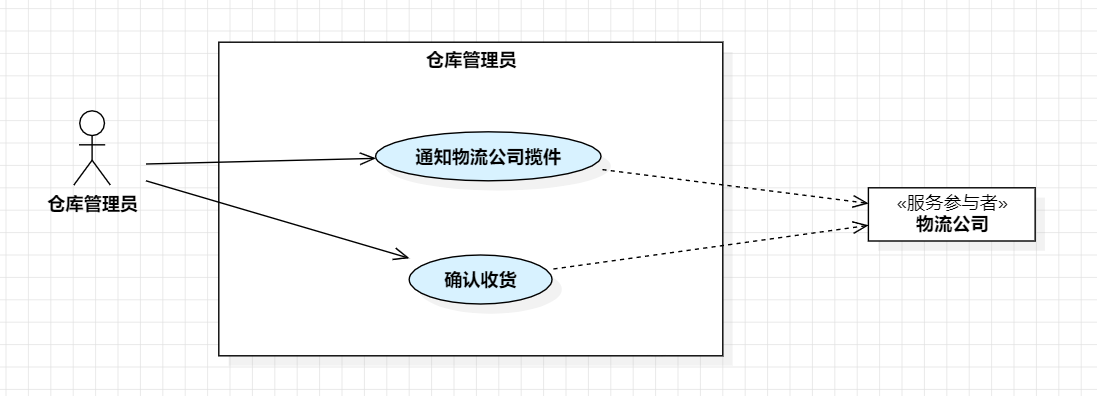 仓库管理员
通知物流公司揽件
仓库管理员
«服务参与者»
物流公司
确认收货